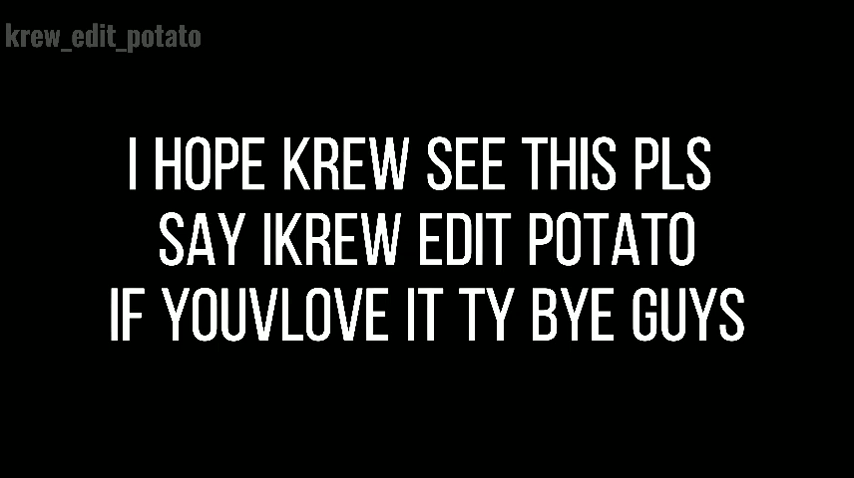 krew_edit_potato
I HOPE KREW SEE THIS PLS
SAY IKREW EDIT POTATO
IF YOUVLOVE IT TY BYE GUYS